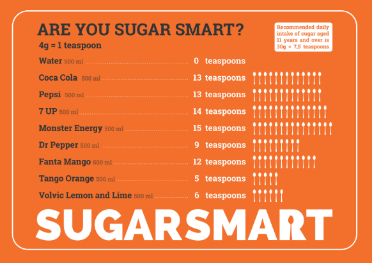 ARE YOU SUGAR SMART?
4g = 1 teaspoon
Recommended daily
intake of sugar aged
11 years and over is
30g = 7.5 teaspoons
Water 500 ml 0 teaspoons
Coca Cola 500 ml 13 teaspoons
Pepsi 500 ml 13 teaspoons
7 UP 500 ml 14 teaspoons
Monster Energy 500 ml 15 teaspoons
Dr Pepper 500 ml 9 teaspoons
Fanta Mango 500 ml 12 teaspoons
Tango Orange 500 ml 5 teaspoons
Volvic Lemon and Lime 500 ml 6 teaspoons
SUGARSMART